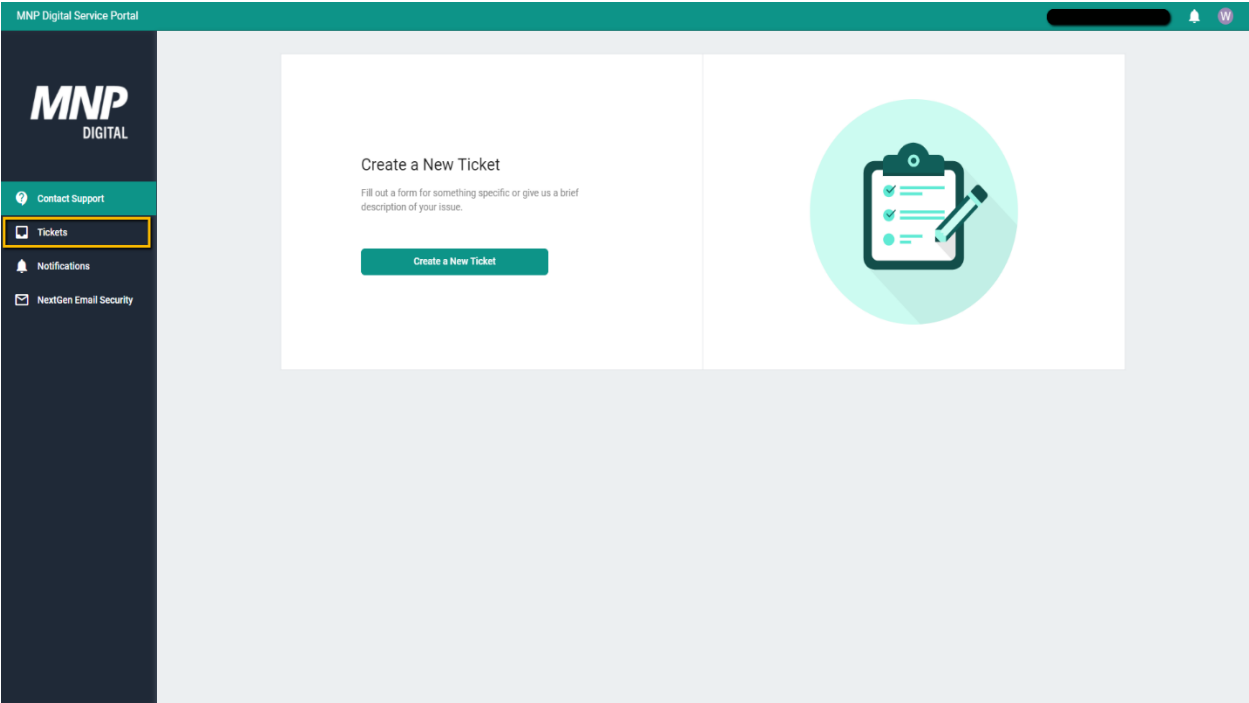 MNP Digital Service Portal
W
MNP
DIGITAL
Contact Support
Tickets
Notifications
NextGen Email Security
Create a New Ticket
Fill out a form for something specific or give us a brief
description of your issue.
Create a New Ticket